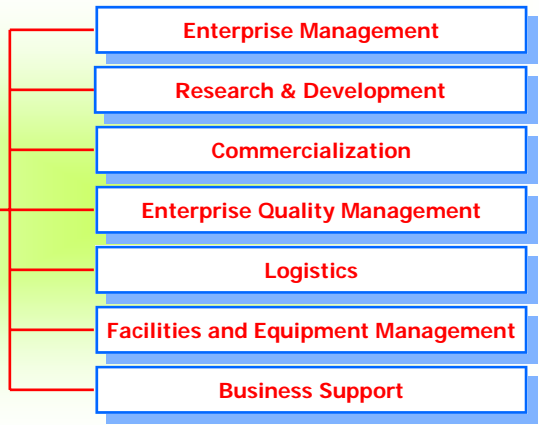 Enterprise Management
Research & Development
Commercialization
Enterprise Quality Management
Logistics
Facilities and Equipment Management
Business Support